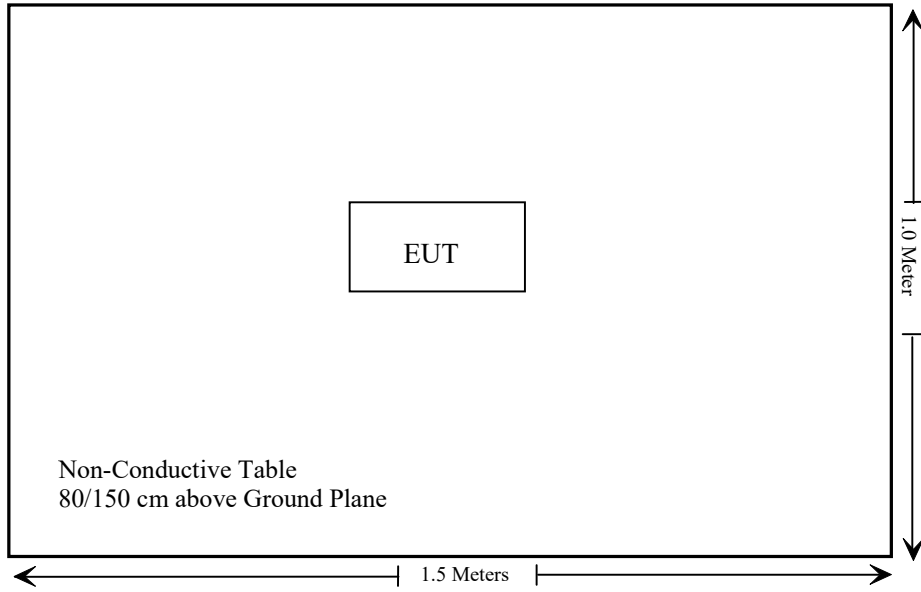 EUT
1.0 Meter
Non-Conductive Table
80/150 cm above Ground Plane
1.5 Meters